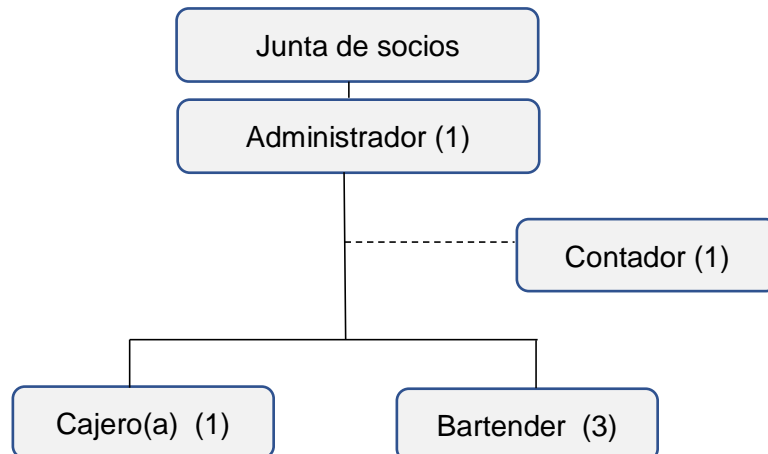 Junta de socios
Administrador (1)
Contador (1)
Cajero(a) (1)
Bartender (3)